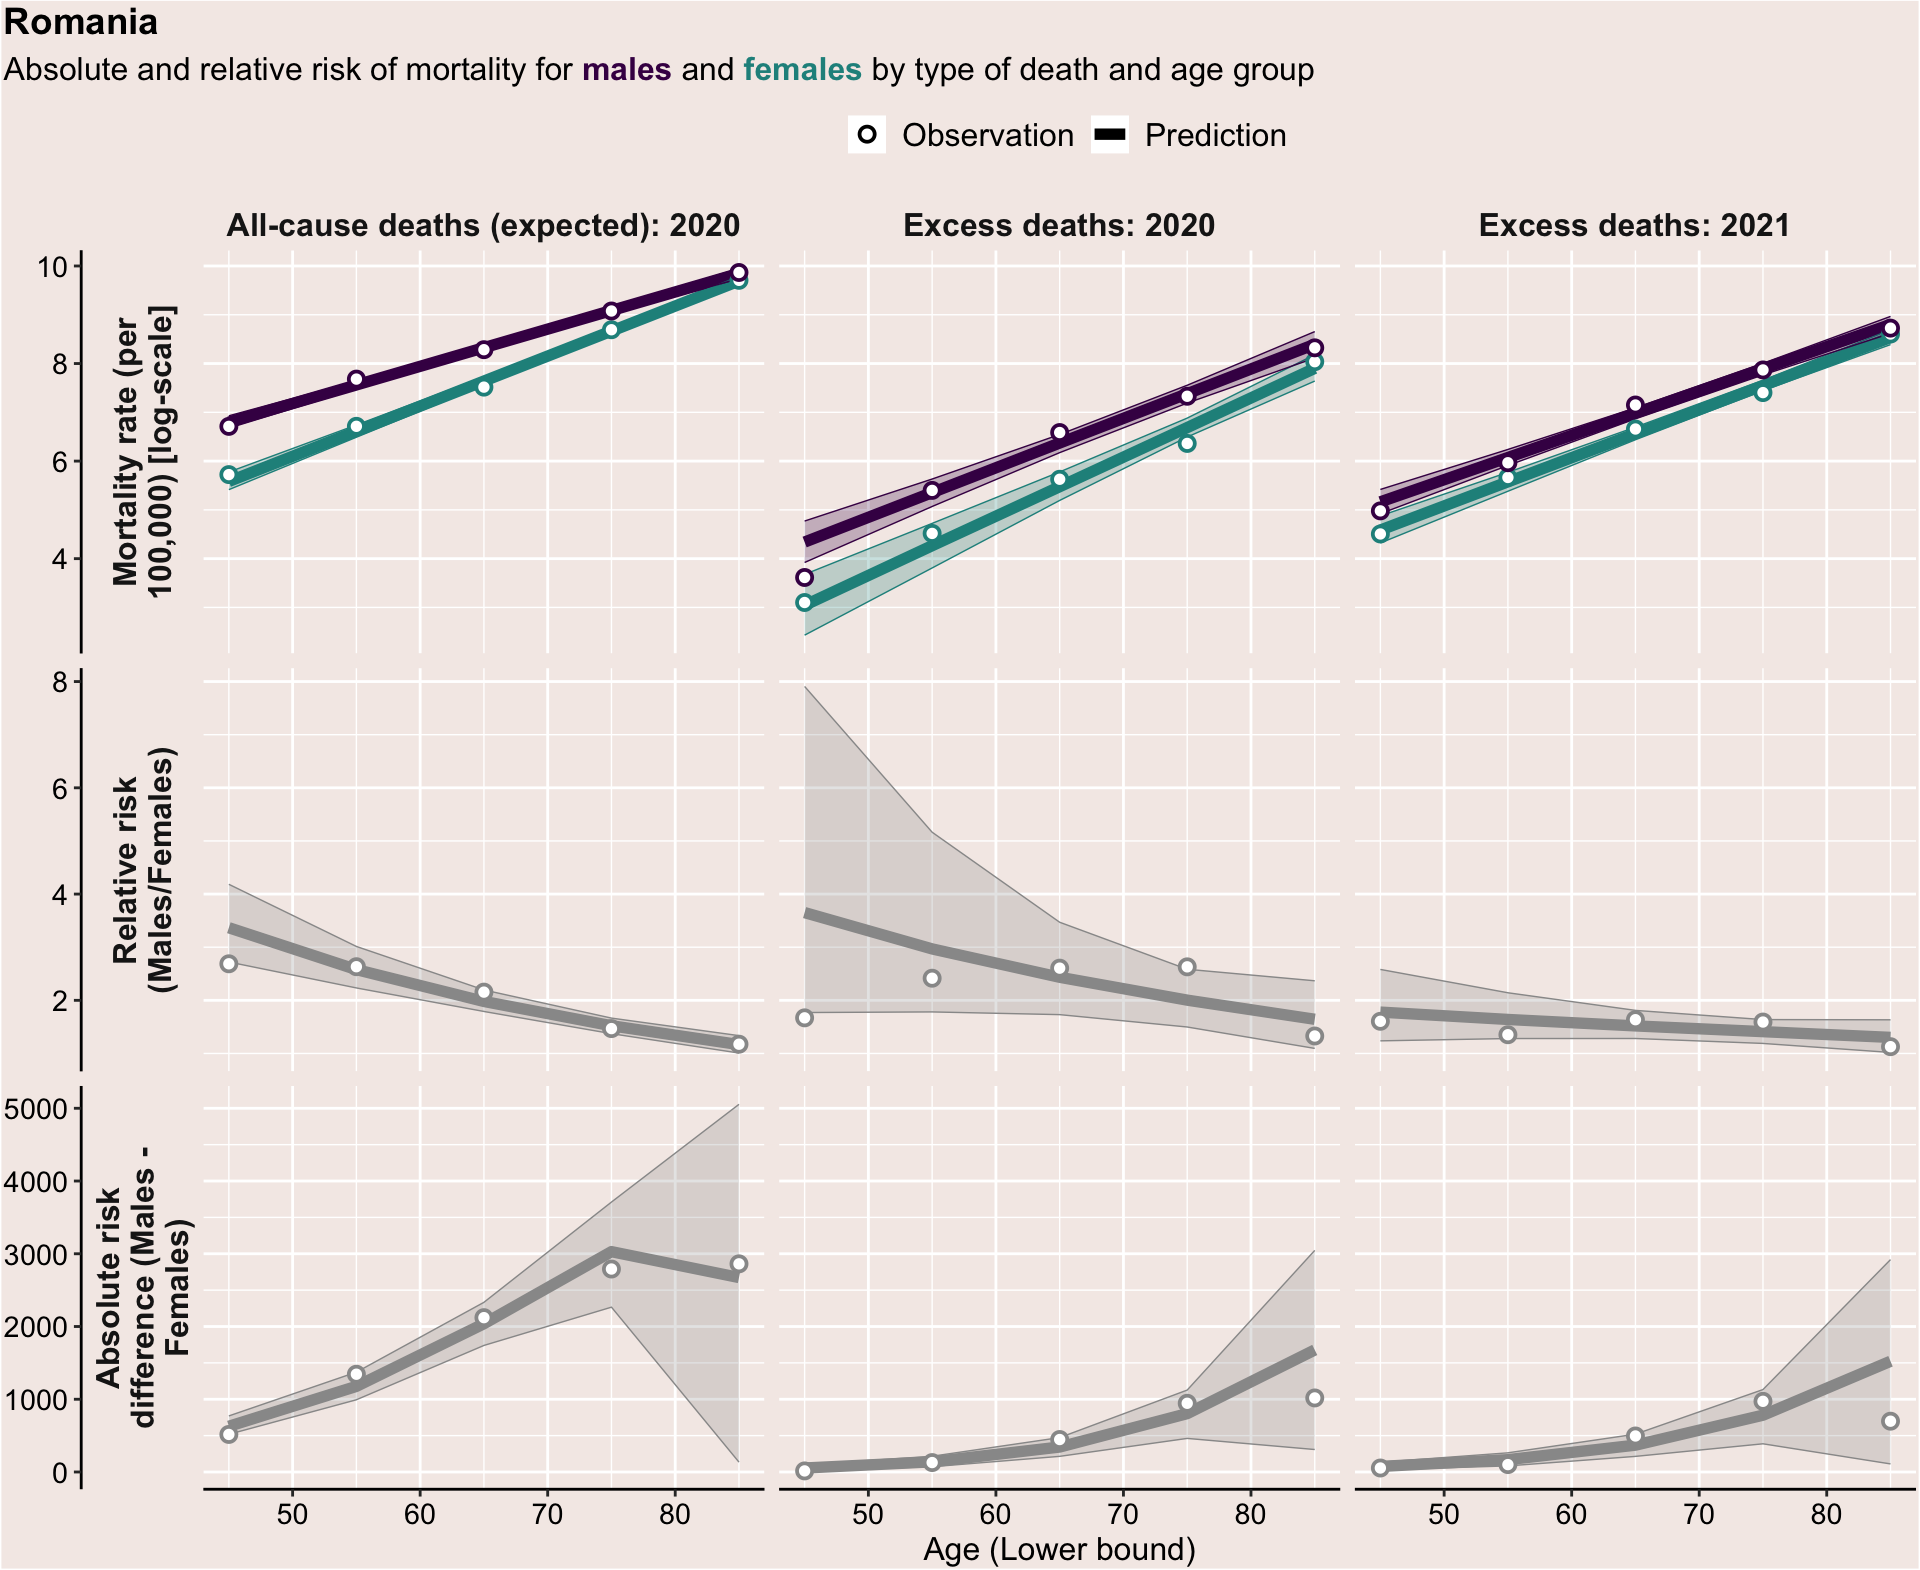 Romania
Absolute and relative risk of mortality for males and females by type of death and age group
Observation Prediction
All-cause deaths (expected): 2020 Excess deaths: 2020 Excess deaths: 2021
Mortality rate (per
100,000) [log-scale]
10
8
6
4
Relative risk
(Males/Females)
8
6
4
2
Absolute risk
difference (Males -
Females)
5000
4000
3000
2000
1000
0
50 60 70 80 50 60 70 80 50 60 70 80
Age (Lower bound)